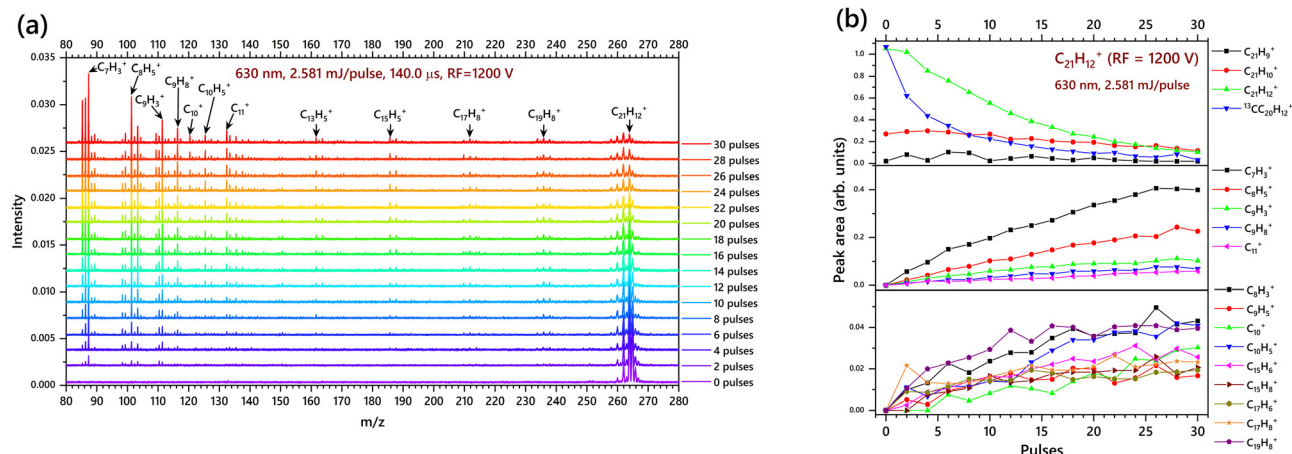 (a)
80 90 100 110 120 130 140 150 160 170 180 190 200 210 220 230 240 250 260 270 280
0.035
0.030
0.025
0.020
0.015
0.010
0.005
0.000
Intensity
C₇H₃⁺
C₈H₅⁺
C₉H₃⁺
C₉H₈⁺
C₁₀⁺
C₁₀H₅⁺
C₁₁⁺
630 nm, 2.581 mJ/pulse, 140.0 μs, RF=1200 V
C₁₃H₅⁺
C₁₅H₅⁺
C₁₇H₈⁺
C₁₉H₈⁺
C₂₁H₁₂⁺
30 pulses
28 pulses
26 pulses
24 pulses
22 pulses
20 pulses
18 pulses
16 pulses
14 pulses
12 pulses
10 pulses
8 pulses
6 pulses
4 pulses
2 pulses
0 pulses
80 90 100 110 120 130 140 150 160 170 180 190 200 210 220 230 240 250 260 270 280
m/z
(b)
0 5 10 15 20 25 30
1.0
0.8
0.6
0.4
0.2
0.0
C₂₁H₁₂⁺ (RF = 1200 V)
630 nm, 2.581 mJ/pulse
C₂₁H₉⁺
C₂₁H₁₀⁺
C₂₁H₁₂⁺
¹³CC₂₀H₁₂⁺
Peak area (arb. units)
0.4
0.2
0.0
C₇H₃⁺
C₈H₅⁺
C₉H₃⁺
C₉H₈⁺
C₁₁⁺
0.04
0.02
0.00
C₈H₃⁺
C₉H₅⁺
C₁₀⁺
C₁₀H₅⁺
C₁₅H₆⁺
C₁₅H₈⁺
C₁₇H₆⁺
C₁₇H₈⁺
C₁₉H₈⁺
0 5 10 15 20 25 30
Pulses